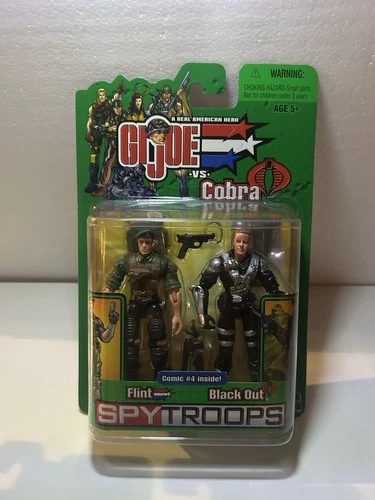 WARNING:
CHOKING HAZARD-Small parts.
Not for children under 3 years.
AGE 5+
A REAL AMERICAN HERO
GI JOE
-VS-
Cobra
Comic #4 inside!
Flint
Black Out
SPYTROOPS